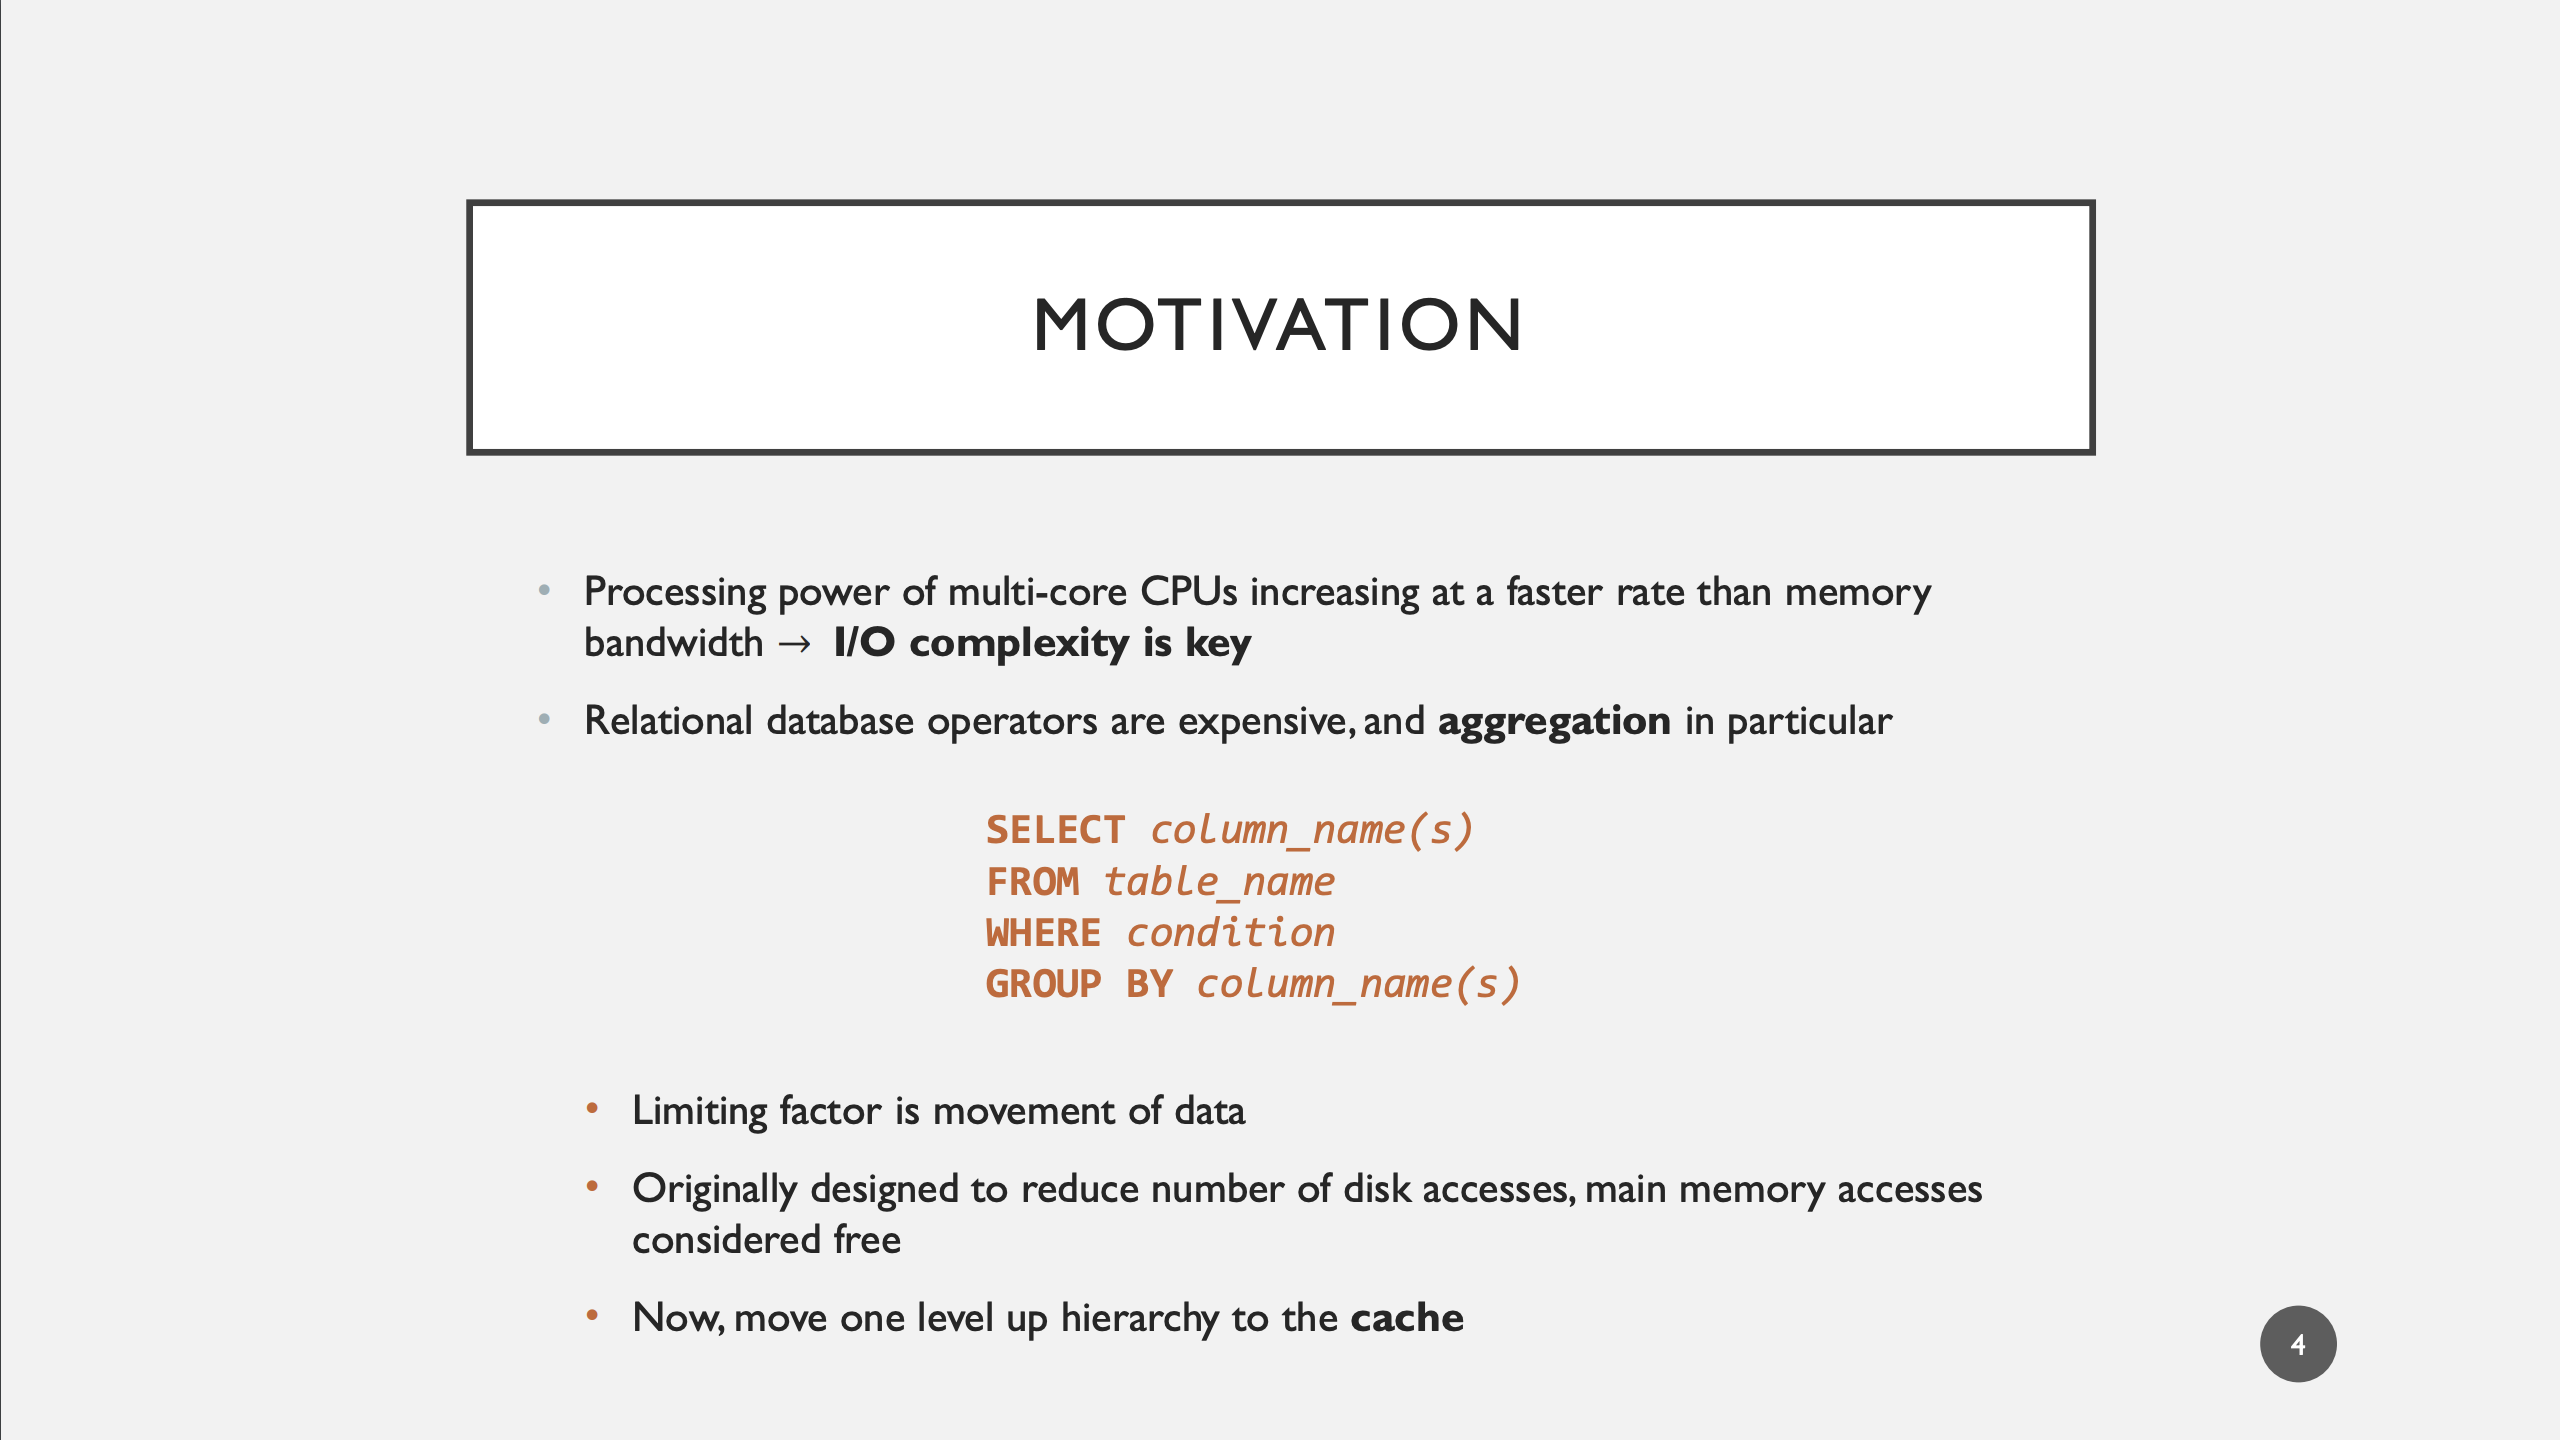 MOTIVATION
• Processing power of multi-core CPUs increasing at a faster rate than memory
bandwidth → I/O complexity is key
• Relational database operators are expensive, and aggregation in particular
SELECT column_name(s)
FROM table_name
WHERE condition
GROUP BY column_name(s)
• Limiting factor is movement of data
• Originally designed to reduce number of disk accesses, main memory accesses
considered free
• Now, move one level up hierarchy to the cache
4